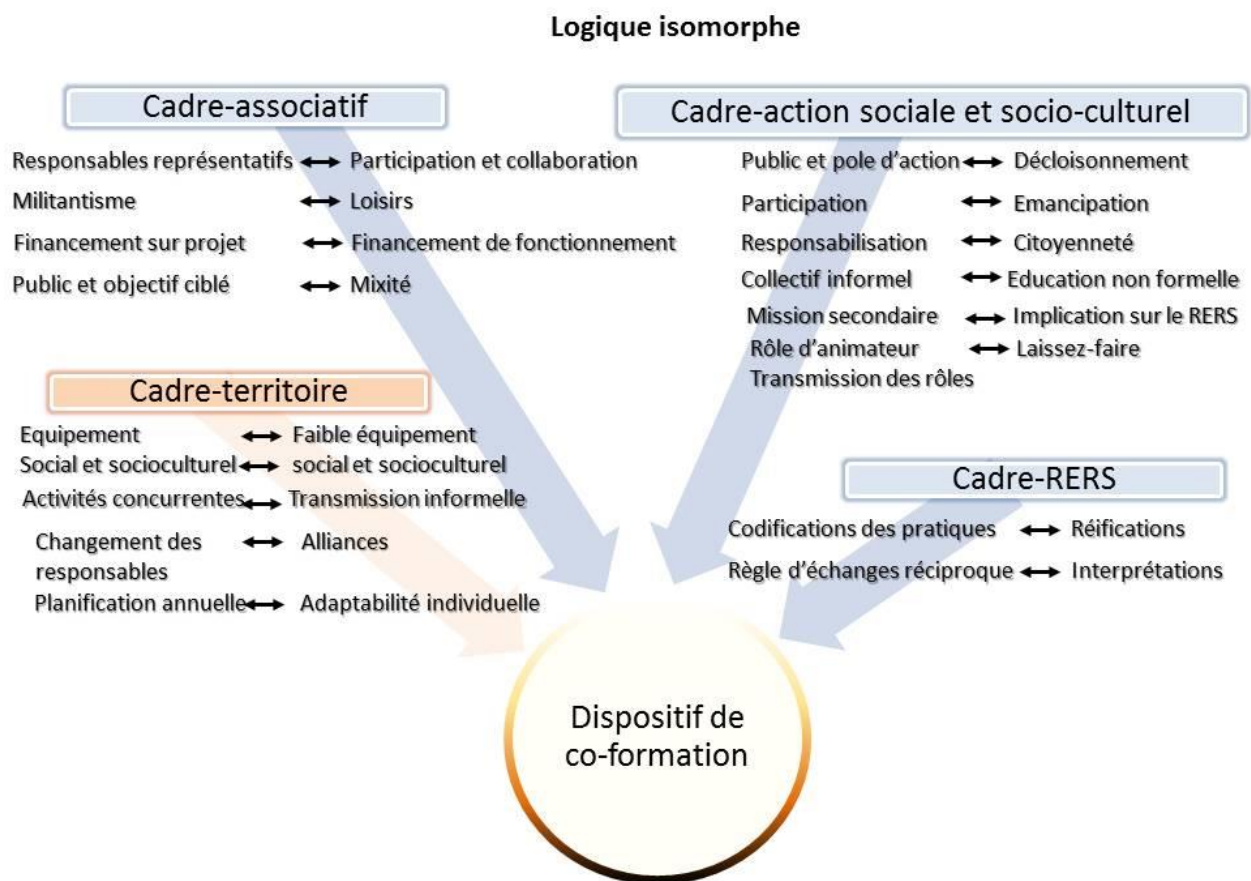 Logique isomorphe
Cadre-associatif
Responsables représentatifs Participation et collaboration
Militantisme Loisirs
Financement sur projet Financement de fonctionnement
Public et objectif ciblé Mixité
Cadre-action sociale et socio-culturel
Public et pole d'action Décloisonnement
Participation Emancipation
Responsabilisation Citoyenneté
Collectif informel Education non formelle
Mission secondaire Implication sur le RERS
Rôle d'animateur Laissez-faire
Transmission des rôles
Cadre-territoire
Equipement Faible équipement
Social et socioculturel social et socioculturel
Activités concurrentes Transmission informelle
Changement des Alliances
responsables
Planification annuelle Adaptabilité individuelle
Cadre-RERS
Codifications des pratiques Réifications
Règle d'échanges réciproque Interprétations
Dispositif de
co-formation